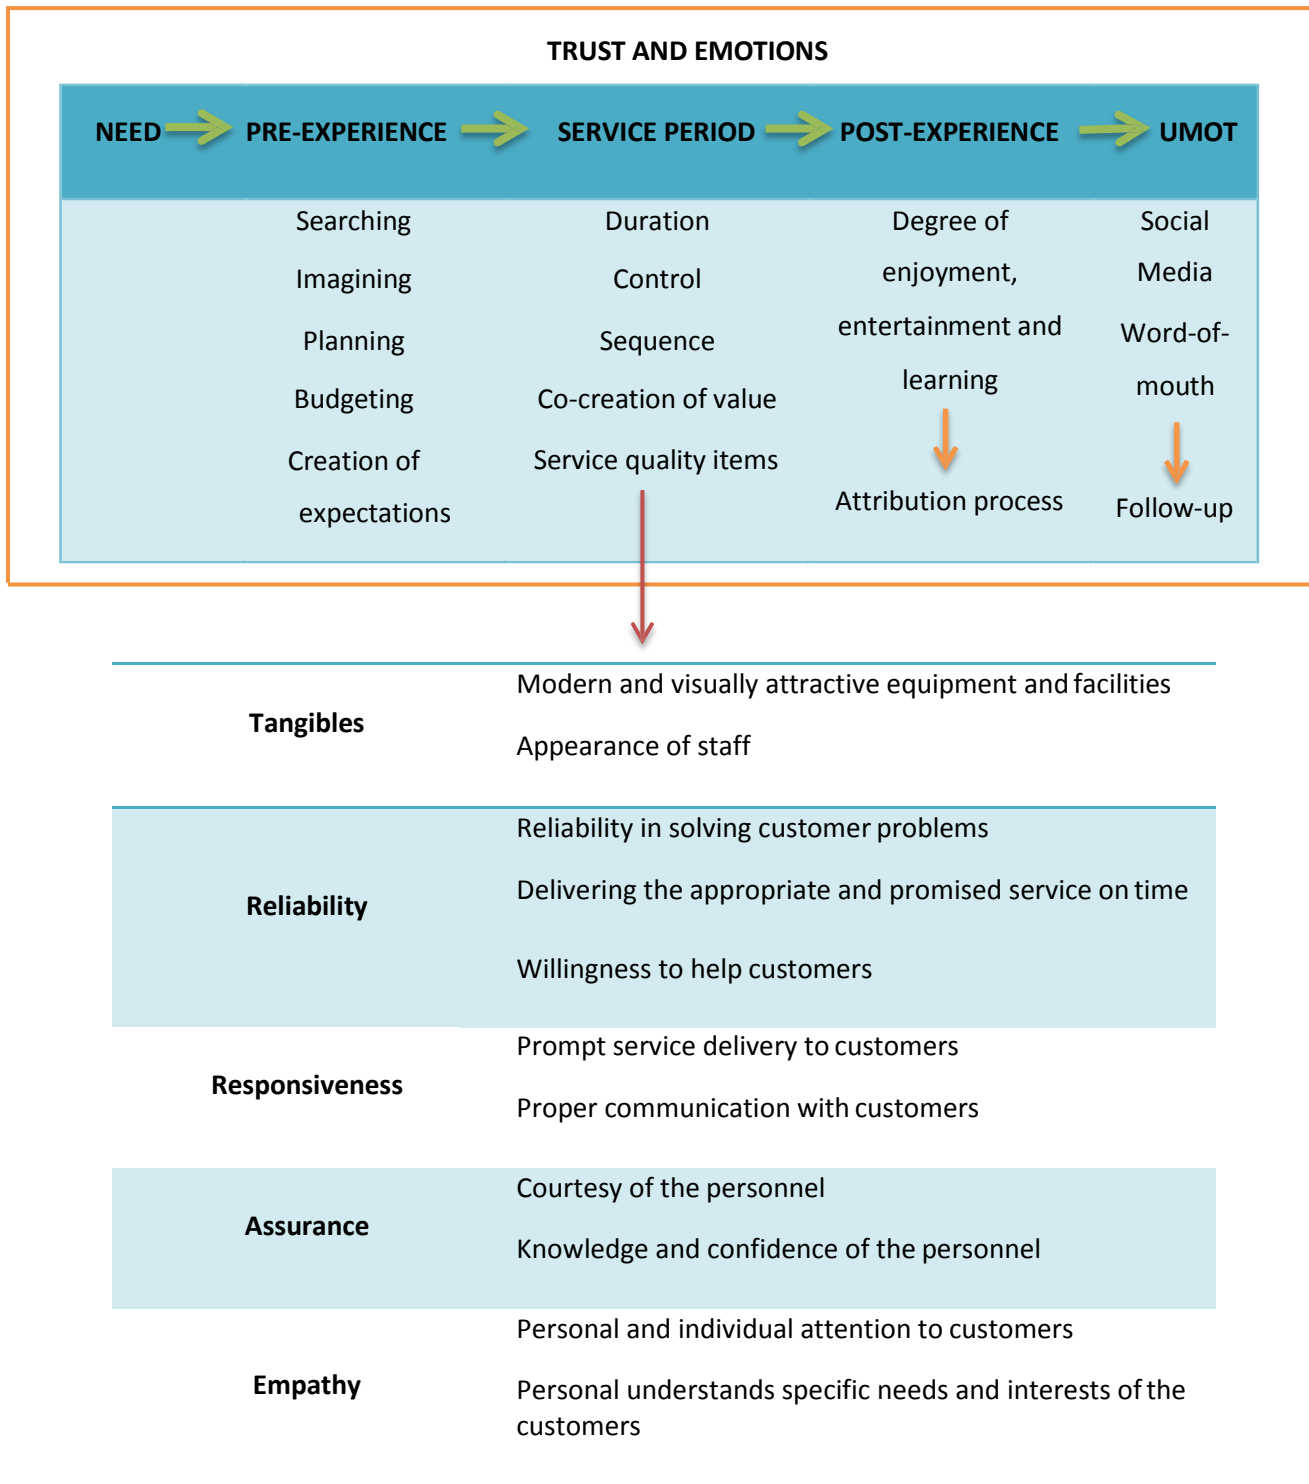 TRUST AND EMOTIONS
NEED PRE-EXPERIENCE SERVICE PERIOD POST-EXPERIENCE UMOT
Searching
Imagining
Planning
Budgeting
Creation of
expectations
Duration
Control
Sequence
Co-creation of value
Service quality items
Degree of
enjoyment,
entertainment and
learning
Attribution process
Social
Media
Word-of-
mouth
Follow-up
Tangibles
Modern and visually attractive equipment and facilities
Appearance of staff
Reliability
Reliability in solving customer problems
Delivering the appropriate and promised service on time
Willingness to help customers
Responsiveness
Prompt service delivery to customers
Proper communication with customers
Assurance
Courtesy of the personnel
Knowledge and confidence of the personnel
Empathy
Personal and individual attention to customers
Personal understands specific needs and interests of the
customers